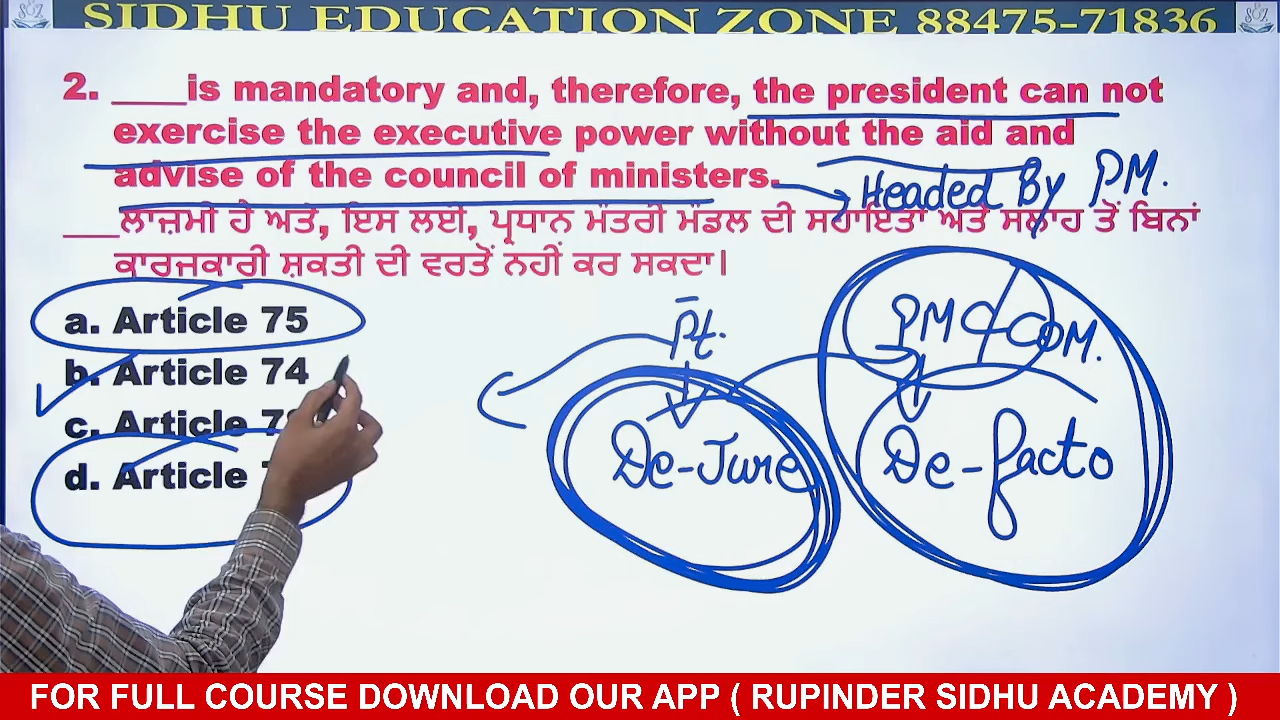 SIDHU EDUCATION ZONE 88475-71836
2. ___is mandatory and, therefore, the president can not
exercise the executive power without the aid and
advise of the council of ministers.
Headed By PM.
___ਲਾਜ਼ਮੀ ਹੈ ਅਤੇ, ਇਸ ਲਈ, ਪ੍ਰਧਾਨ ਮੰਤਰੀ ਮੰਡਲ ਦੀ ਸਹਾਇਤਾ ਅਤੇ ਸਲਾਹ ਤੋਂ ਬਿਨਾਂ
ਕਾਰਜਕਾਰੀ ਸ਼ਕਤੀ ਦੀ ਵਰਤੋਂ ਨਹੀਂ ਕਰ ਸਕਦਾ।
a. Article 75
b. Article 74
c. Article
d. Article
Pt.
De-Jure
PM & COM.
De-facto
FOR FULL COURSE DOWNLOAD OUR APP ( RUPINDER SIDHU ACADEMY )